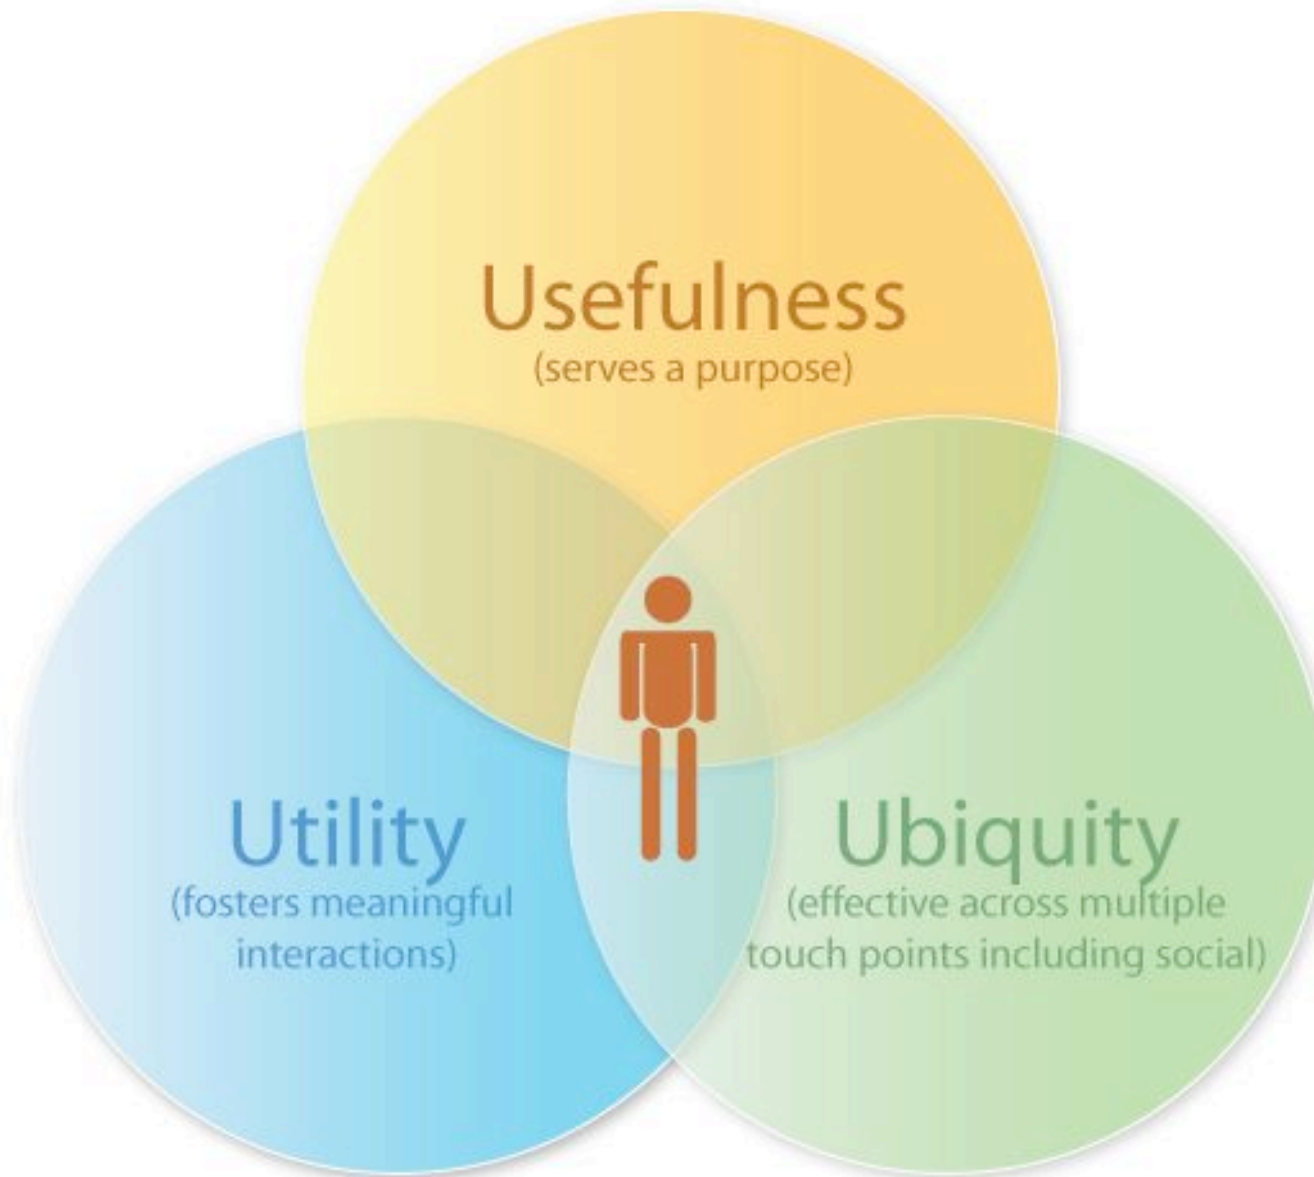 Usefulness
(serves a purpose)
Utility
(fosters meaningful
interactions)
Ubiquity
(effective across multiple
touch points including social)